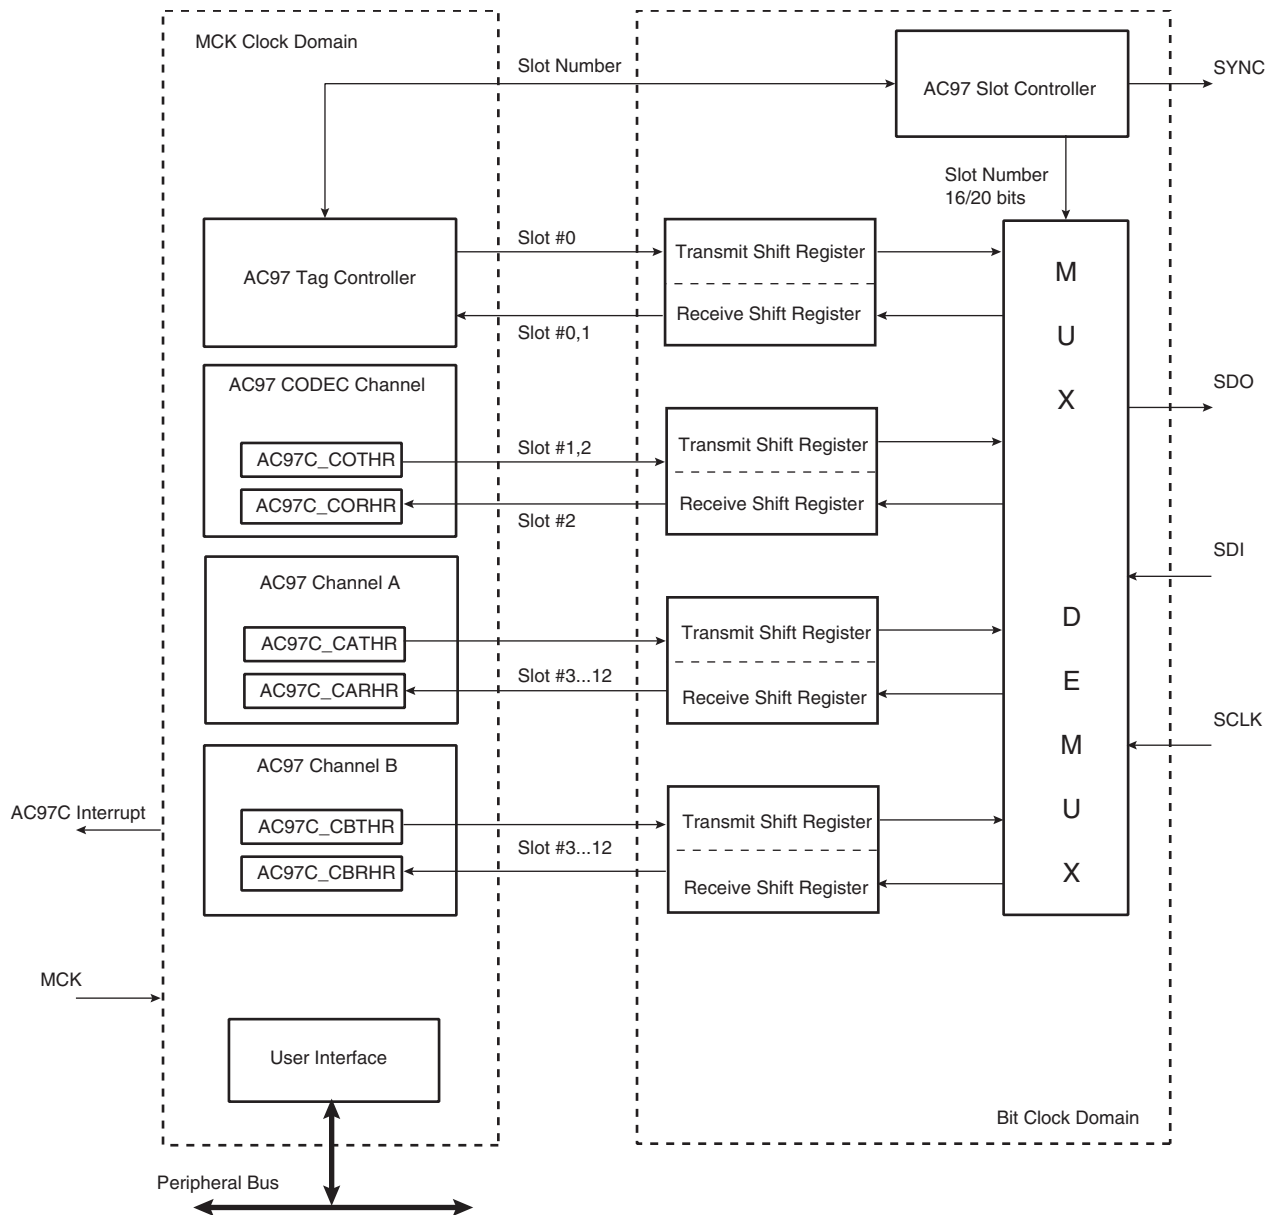 MCK Clock Domain
Slot Number
AC97 Slot Controller
SYNC
Slot Number
16/20 bits
AC97 Tag Controller
Slot #0
Slot #0,1
Transmit Shift Register
Receive Shift Register
M
U
X
D
E
M
U
X
AC97 CODEC Channel
AC97C_COTHR
AC97C_CORHR
Slot #1,2
Slot #2
Transmit Shift Register
Receive Shift Register
SDO
SDI
AC97 Channel A
AC97C_CATHR
AC97C_CARHR
Slot #3...12
Transmit Shift Register
Receive Shift Register
SCLK
AC97 Channel B
AC97C_CBTHR
AC97C_CBRHR
Slot #3...12
Transmit Shift Register
Receive Shift Register
AC97C Interrupt
MCK
User Interface
Bit Clock Domain
Peripheral Bus